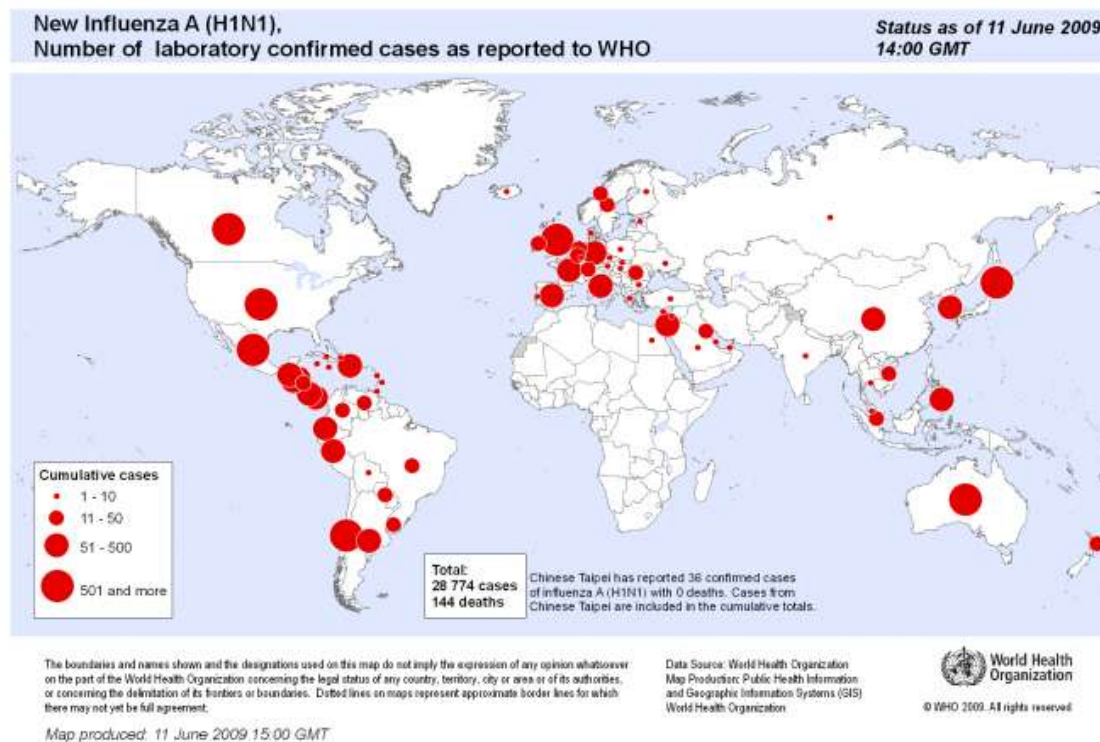 New Influenza A (H1N1),
Number of laboratory confirmed cases as reported to WHO
Status as of 11 June 2009
14:00 GMT
Cumulative cases
1 - 10
11 - 50
51 - 500
501 and more
Total:
28 774 cases
144 deaths
Chinese Taipei has reported 36 confirmed cases
of influenza A (H1N1) with 0 deaths. Cases from
Chinese Taipei are included in the cumulative totals.
The boundaries and names shown and the designations used on this map do not imply the expression of any opinion whatsoever
on the part of the World Health Organization concerning the legal status of any country, territory, city or area or of its authorities,
or concerning the delimitation of its frontiers or boundaries. Dotted lines on maps represent approximate border lines for which
there may not yet be full agreement.
Data Source: World Health Organization
Map Production: Public Health Information
and Geographic Information Systems (GIS)
World Health Organization
World Health
Organization
© WHO 2009. All rights reserved
Map produced: 11 June 2009 15:00 GMT